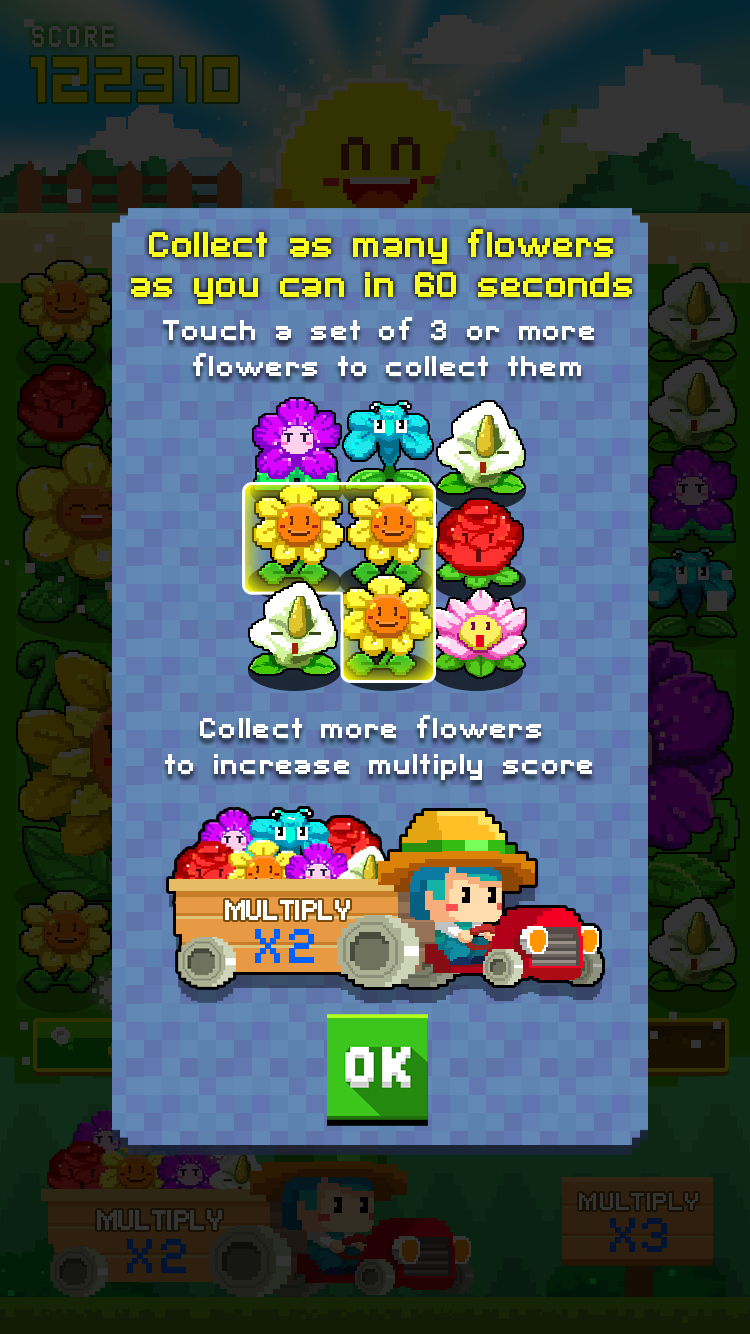 SCORE
122310
Collect as many flowers
as you can in 60 seconds
Touch a set of 3 or more
flowers to collect them
Collect more flowers
to increase multiply score
MULTIPLY
X2
OK
MULTIPLY
X2
MULTIPLY
X3